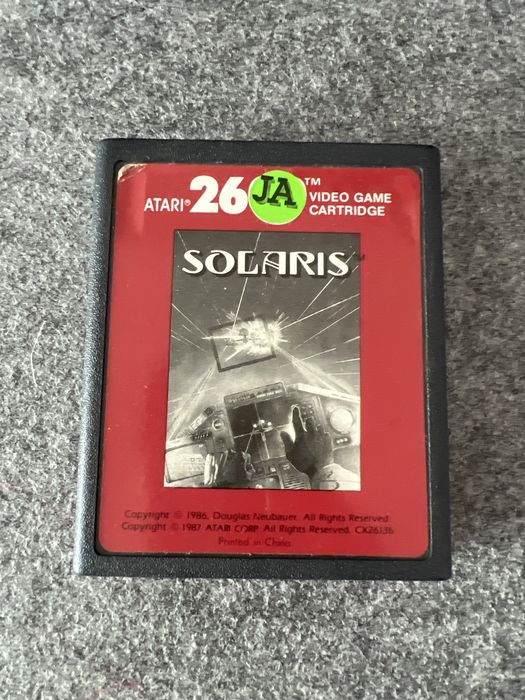 ATARI® 26 JA ™
VIDEO GAME
CARTRIDGE
SOLARIS™
Copyright © 1986, Douglas Neubauer. All Rights Reserved.
Copyright © 1987 ATARI CORP. All Rights Reserved. CX26136
Printed in China